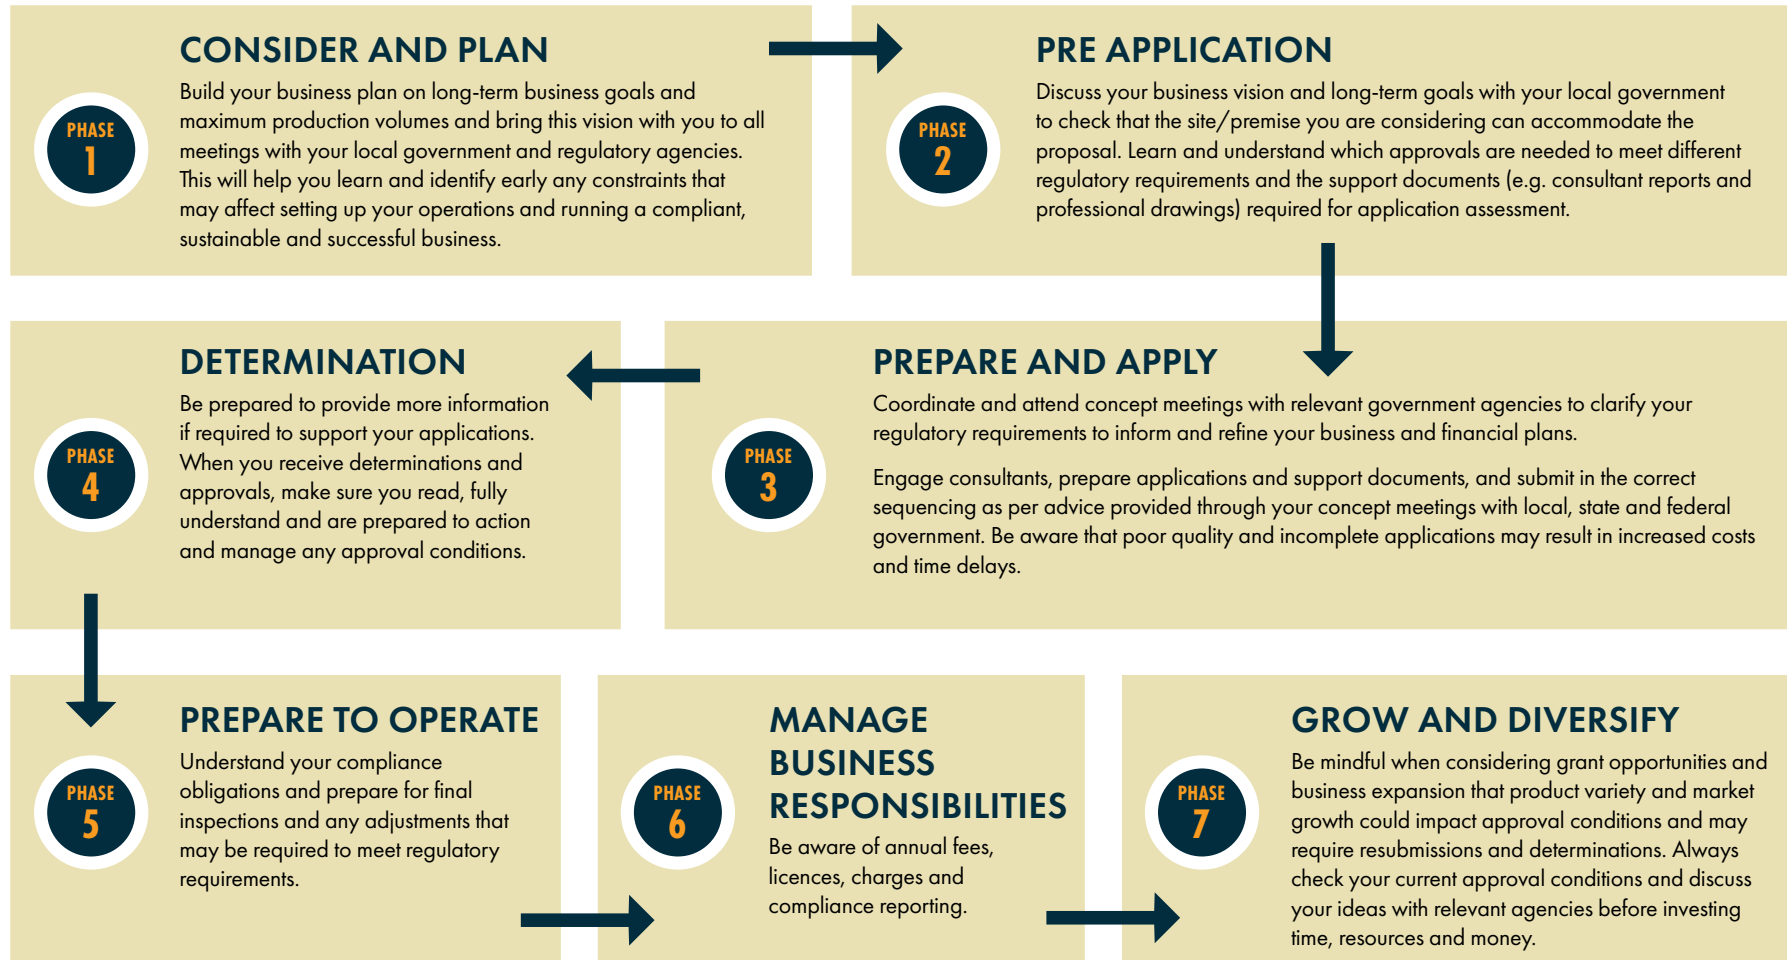 PHASE
1
CONSIDER AND PLAN
Build your business plan on long-term business goals and
maximum production volumes and bring this vision with you to all
meetings with your local government and regulatory agencies.
This will help you learn and identify early any constraints that
may affect setting up your operations and running a compliant,
sustainable and successful business.
PHASE
2
PRE APPLICATION
Discuss your business vision and long-term goals with your local government
to check that the site/premise you are considering can accommodate the
proposal. Learn and understand which approvals are needed to meet different
regulatory requirements and the support documents (e.g. consultant reports and
professional drawings) required for application assessment.
PHASE
3
PREPARE AND APPLY
Coordinate and attend concept meetings with relevant government agencies to clarify your
regulatory requirements to inform and refine your business and financial plans.
Engage consultants, prepare applications and support documents, and submit in the correct
sequencing as per advice provided through your concept meetings with local, state and federal
government. Be aware that poor quality and incomplete applications may result in increased costs
and time delays.
PHASE
4
DETERMINATION
Be prepared to provide more information
if required to support your applications.
When you receive determinations and
approvals, make sure you read, fully
understand and are prepared to action
and manage any approval conditions.
PHASE
5
PREPARE TO OPERATE
Understand your compliance
obligations and prepare for final
inspections and any adjustments that
may be required to meet regulatory
requirements.
PHASE
6
MANAGE
BUSINESS
RESPONSIBILITIES
Be aware of annual fees,
licences, charges and
compliance reporting.
PHASE
7
GROW AND DIVERSIFY
Be mindful when considering grant opportunities and
business expansion that product variety and market
growth could impact approval conditions and may
require resubmissions and determinations. Always
check your current approval conditions and discuss
your ideas with relevant agencies before investing
time, resources and money.